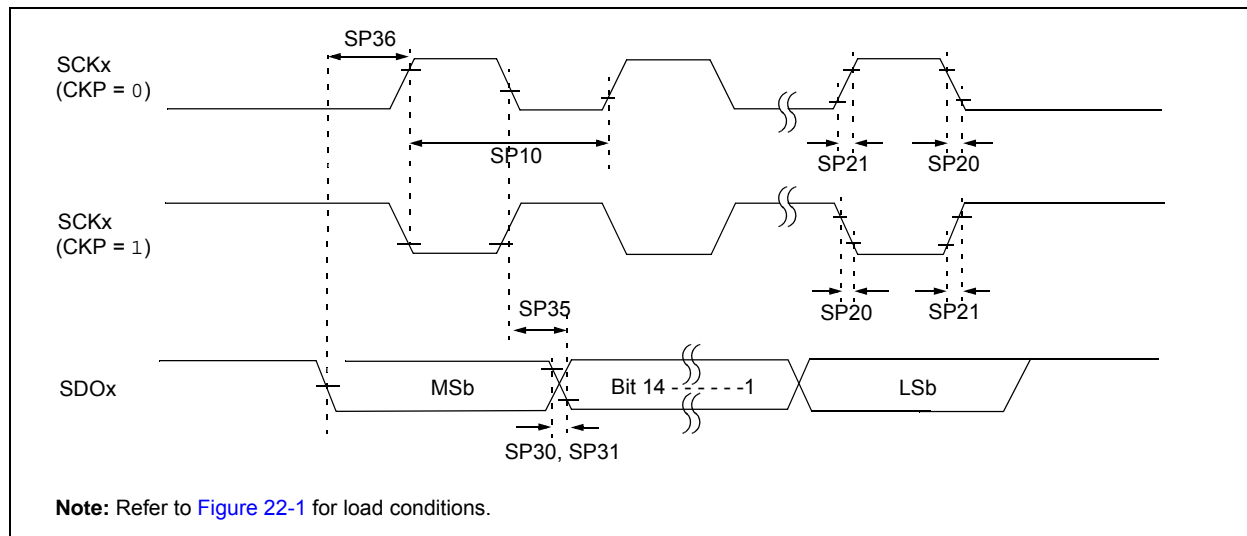 SP36
SCKx
(CKP = 0)
SP10
SP21
SP20
SCKx
(CKP = 1)
SP35
SP20
SP21
SDOx
MSb
Bit 14 - - - - - -1
LSb
SP30, SP31
Note: Refer to Figure 22-1 for load conditions.